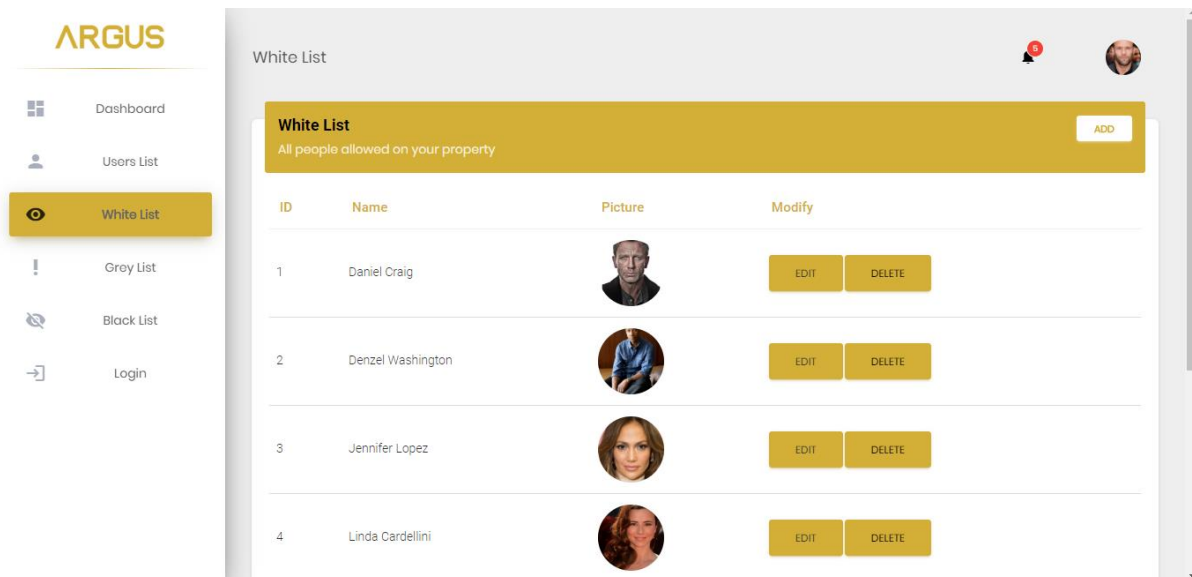 ARGUS
White List
5
Dashboard
Users List
White List
Grey List
Black List
Login
White List
All people allowed on your property
ADD
ID Name Picture Modify
1 Daniel Craig EDIT DELETE
2 Denzel Washington EDIT DELETE
3 Jennifer Lopez EDIT DELETE
4 Linda Cardellini EDIT DELETE